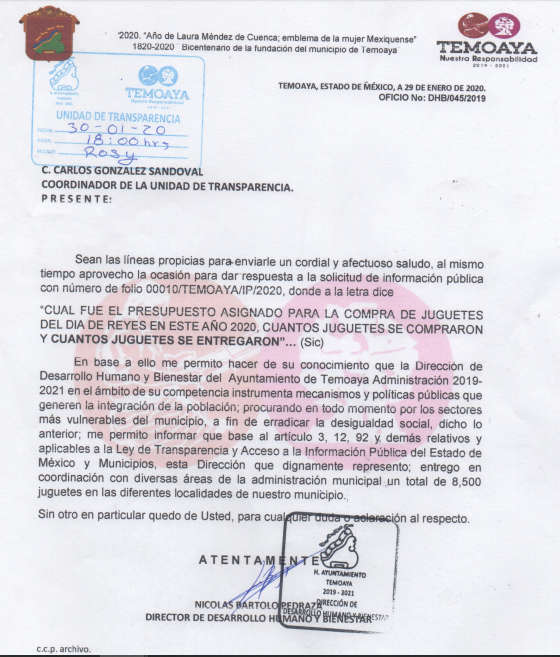 "2020. "Año de Laura Méndez de Cuenca; emblema de la mujer Mexiquense"
1820-2020 ¨ Bicentenario de la fundación del municipio de Temoaya"
TEMOAYA
Nuestra Responsabilidad
2019 - 2021
TEMOAYA, ESTADO DE MÉXICO, A 29 DE ENERO DE 2020.
OFICIO No: DHB/045/2019
TEMOAYA
Nuestra Responsabilidad
UNIDAD DE TRANSPARENCIA
30-01-20
18:00 hrs
Rosy
C. CARLOS GONZALEZ SANDOVAL
COORDINADOR DE LA UNIDAD DE TRANSPARENCIA.
P R E S E N T E:
Sean las líneas propicias para enviarle un cordial y afectuoso saludo, al mismo
tiempo aprovecho la ocasión para dar respuesta a la solicitud de información pública
con número de folio 00010/TEMOAYA/IP/2020, donde a la letra dice
"CUAL FUE EL PRESUPUESTO ASIGNADO PARA LA COMPRA DE JUGUETES
DEL DIA DE REYES EN ESTE AÑO 2020, CUANTOS JUGUETES SE COMPRARON
Y CUANTOS JUGUETES SE ENTREGARON"... (Sic)
En base a ello me permito hacer de su conocimiento que la Dirección de
Desarrollo Humano y Bienestar del Ayuntamiento de Temoaya Administración 2019-
2021 en el ámbito de su competencia instrumenta mecanismos y políticas públicas que
generen la integración de la población; procurando en todo momento por los sectores
más vulnerables del municipio, a fin de erradicar la desigualdad social, dicho lo
anterior; me permito informar que base al artículo 3, 12, 92 y demás relativos y
aplicables a la Ley de Transparencia y Acceso a la Información Pública del Estado de
México y Municipios, esta Dirección que dignamente represento; entrego en
coordinación con diversas áreas de la administración municipal un total de 8,500
juguetes en las diferentes localidades de nuestro municipio.
Sin otro en particular quedo de Usted, para cualquier duda o aclaración al respecto.
A T E N T A M E N T E
H. AYUNTAMIENTO
TEMOAYA
2019 - 2021
DIRECCIÓN DE
DESARROLLO HUMANO Y BIENESTAR
NICOLAS BARTOLO PEDRAZA
DIRECTOR DE DESARROLLO HUMANO Y BIENESTAR
c.c.p. archivo.